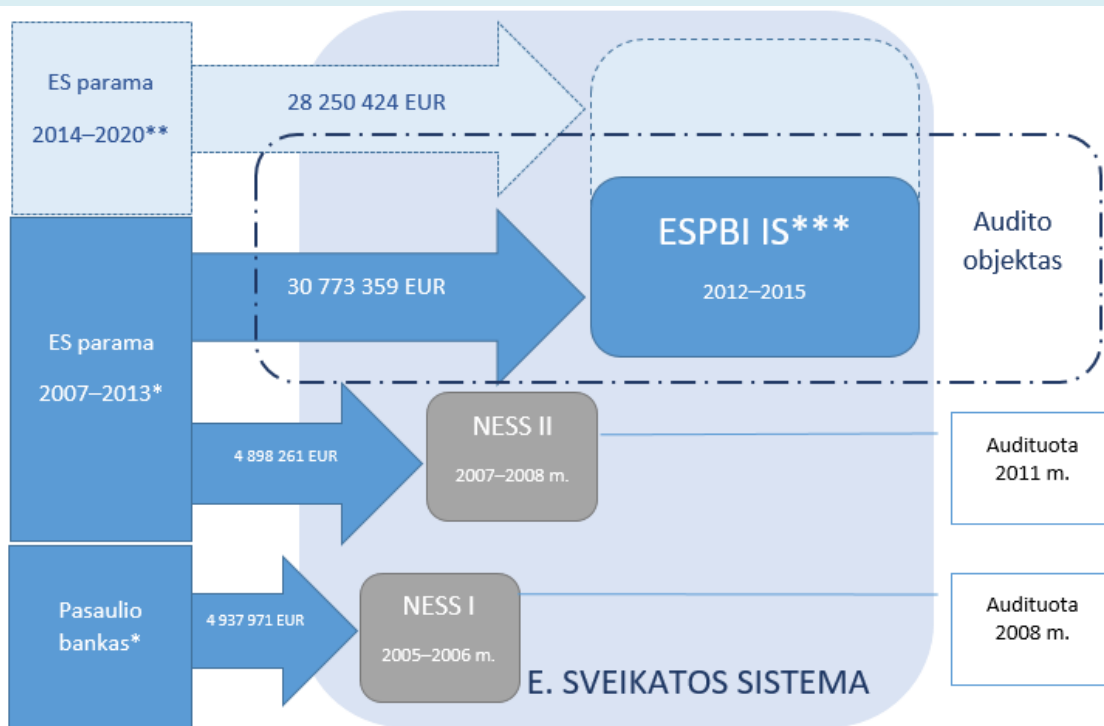 ES parama
2014–2020**
28 250 424 EUR
ESPBI IS***
2012–2015
Audito
objektas
30 773 359 EUR
ES parama
2007–2013*
4 898 261 EUR
NESS II
2007–2008 m.
Audituota
2011 m.
Pasaulio
bankas*
4 937 971 EUR
NESS I
2005–2006 m.
Audituota
2008 m.
E. SVEIKATOS SISTEMA